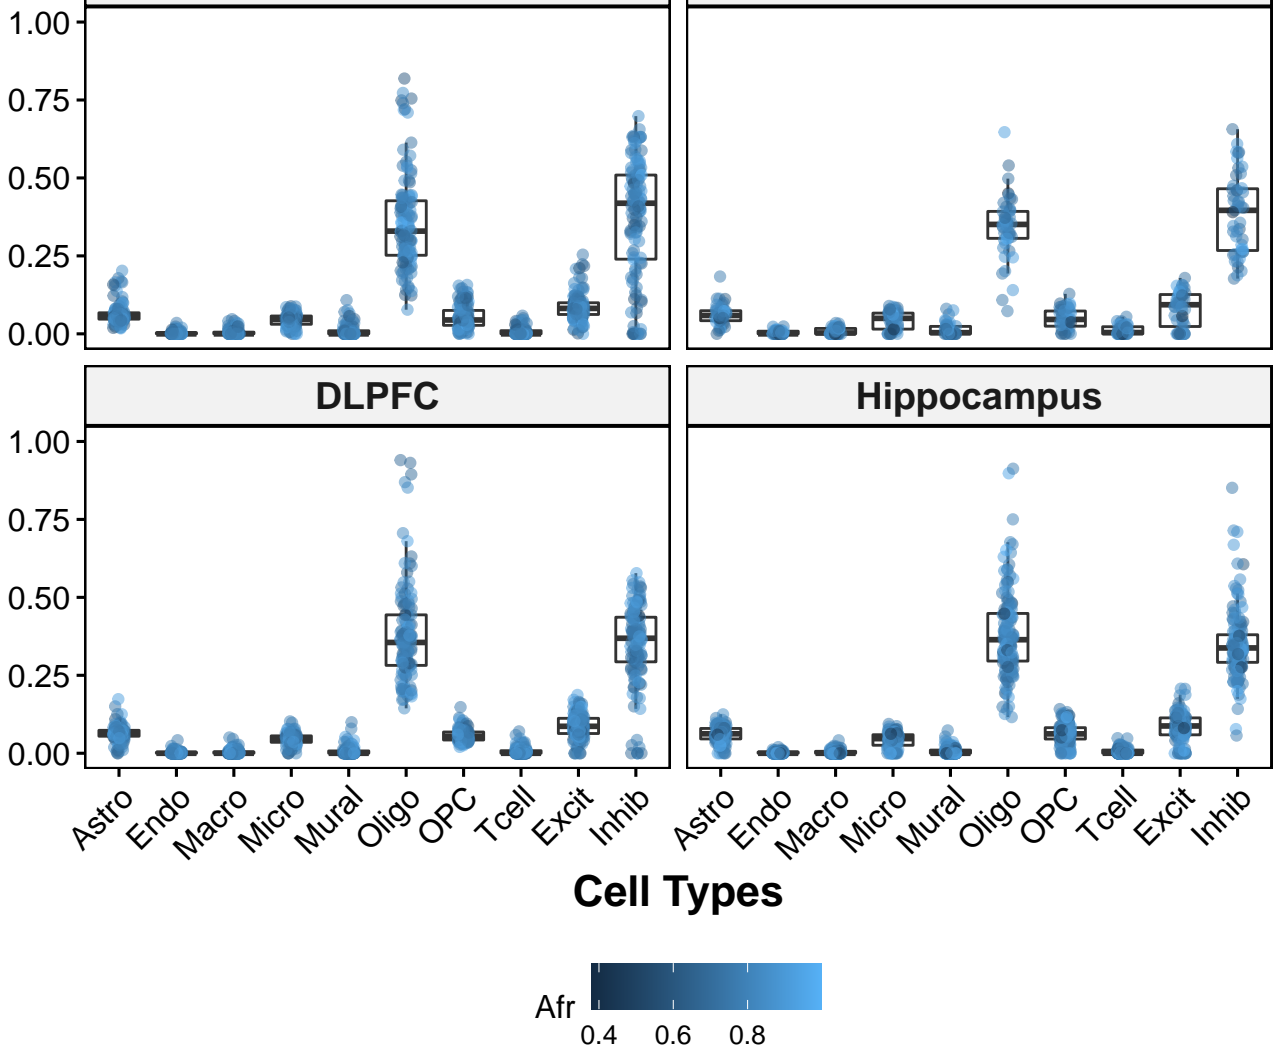 1.00
0.75
0.50
0.25
0.00
DLPFC Hippocampus
1.00
0.75
0.50
0.25
0.00
Astro Endo Macro Micro Mural Oligo OPC Tcell Excit Inhib Astro Endo Macro Micro Mural Oligo OPC Tcell Excit Inhib
Cell Types
Afr
0.4 0.6 0.8